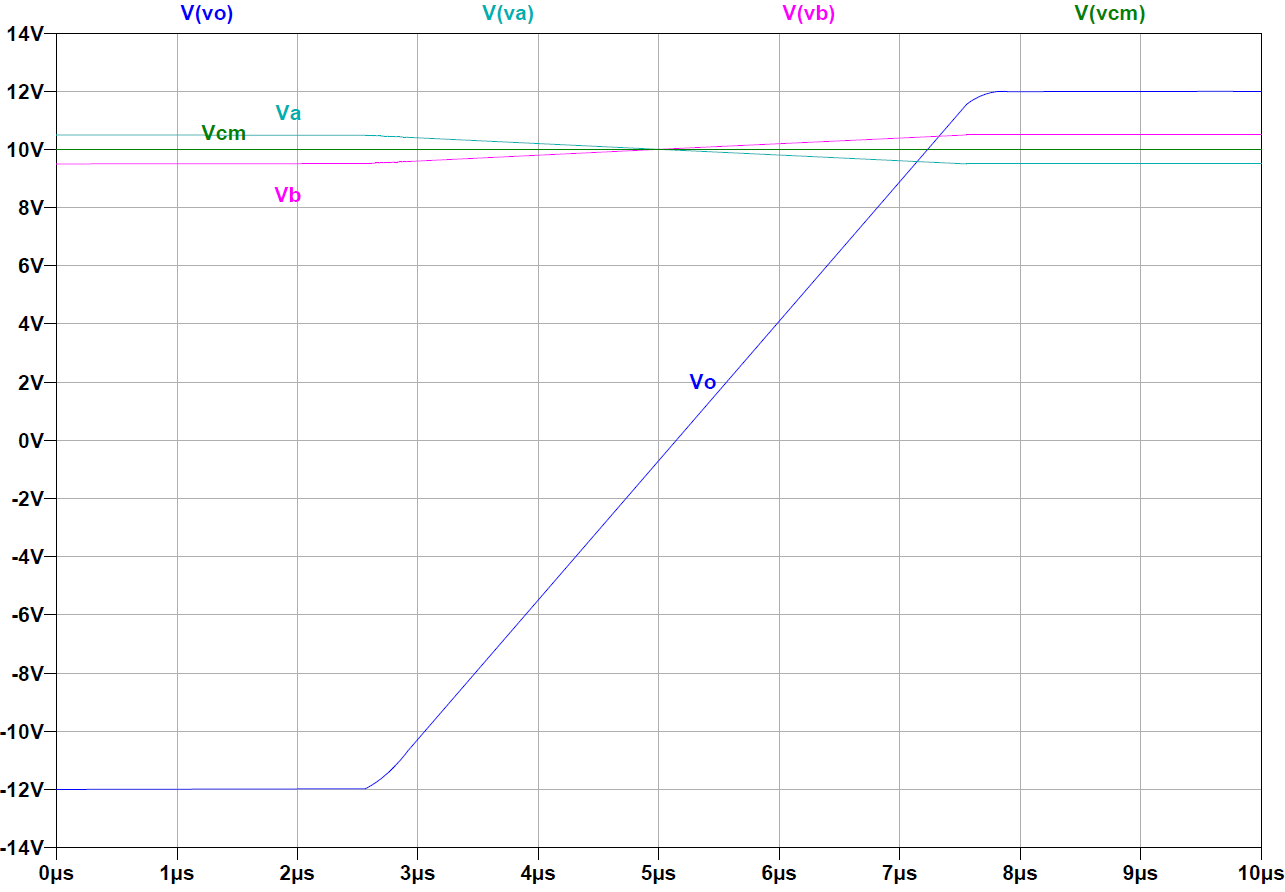 V(vo) V(va) V(vb) V(vcm)
14V
12V
Va
Vcm
10V
Vb
8V
6V
4V
2V
Vo
0V
-2V
-4V
-6V
-8V
-10V
-12V
-14V
0µs 1µs 2µs 3µs 4µs 5µs 6µs 7µs 8µs 9µs 10µs